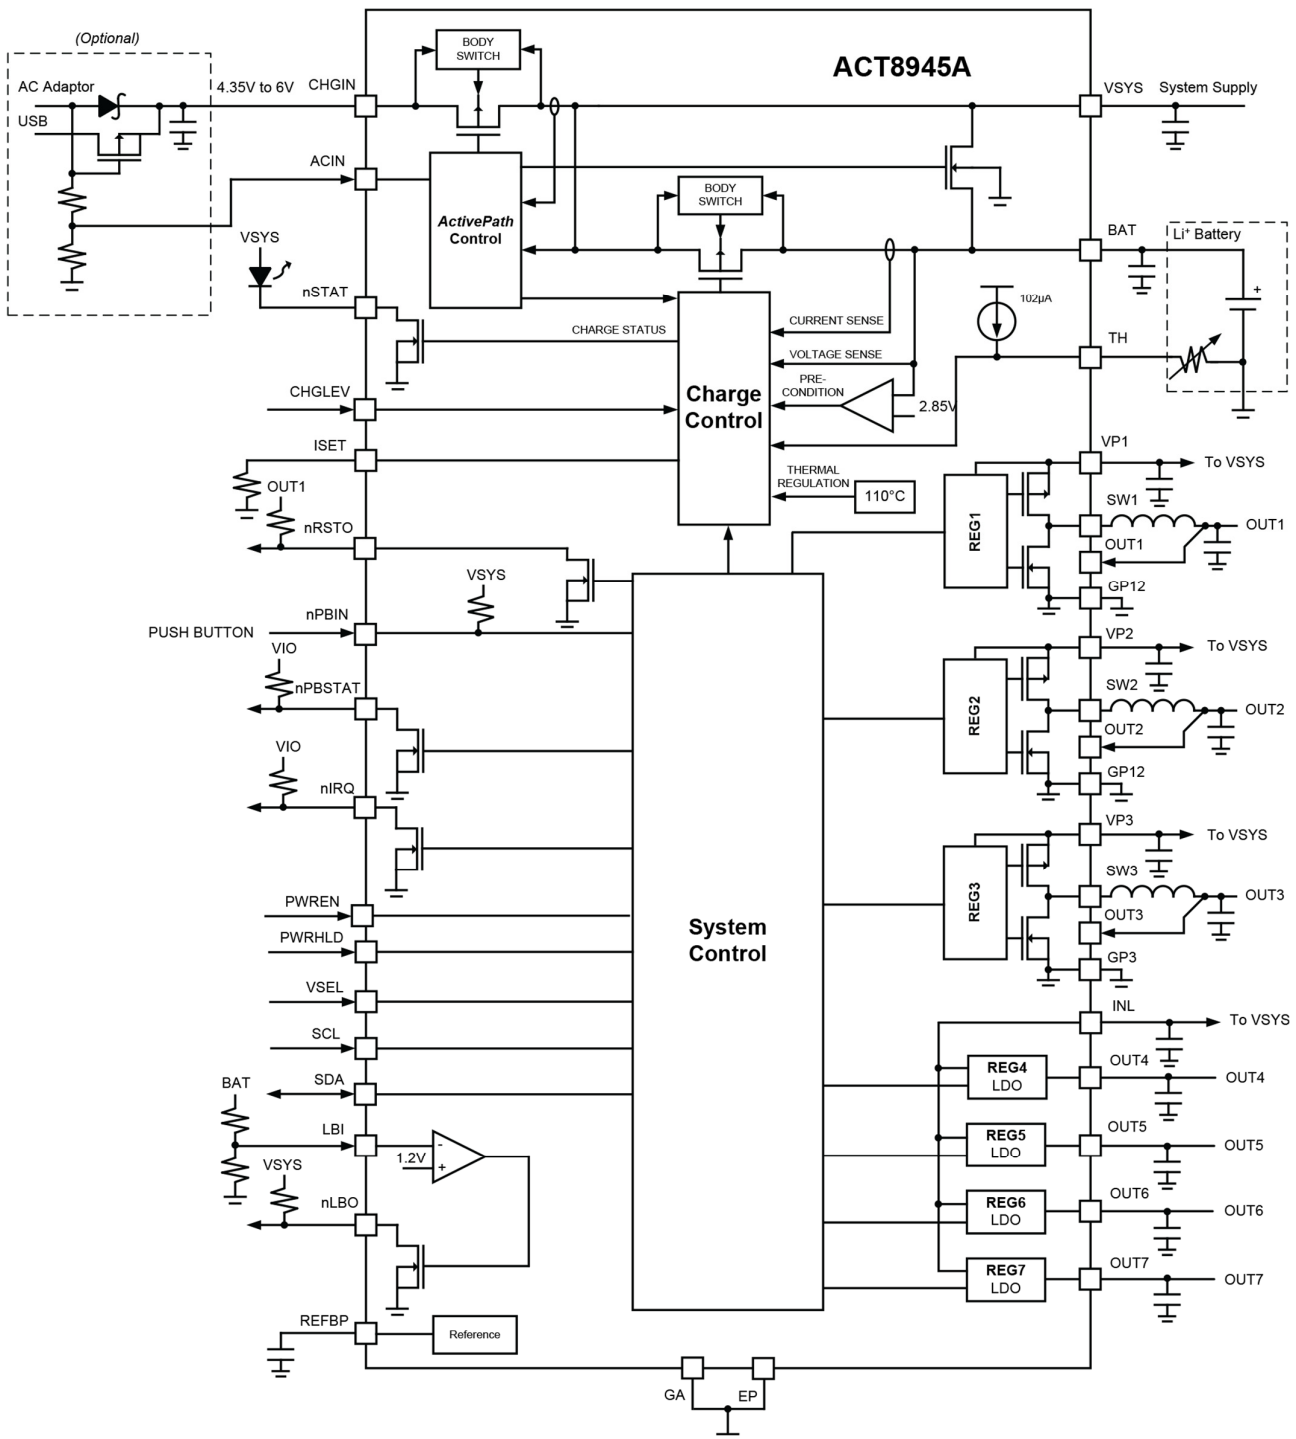 (Optional)
AC Adaptor
USB
4.35V to 6V
CHGIN
BODY
SWITCH
ACT8945A
VSYS
System Supply
ACIN
ActivePath
Control
BODY
SWITCH
BAT
Li+ Battery
+
VSYS
nSTAT
CHARGE STATUS
CURRENT SENSE
102µA
TH
VOLTAGE SENSE
PRE-
CONDITION
2.85V
CHGLEV
Charge
Control
ISET
THERMAL
REGULATION
110°C
VP1
To VSYS
REG1
SW1
OUT1
OUT1
GP12
OUT1
nRSTO
VSYS
nPBIN
PUSH BUTTON
VIO
nPBSTAT
VP2
To VSYS
REG2
SW2
OUT2
OUT2
GP12
VIO
nIRQ
VP3
To VSYS
REG3
SW3
OUT3
OUT3
GP3
PWREN
PWRHLD
System
Control
VSEL
INL
To VSYS
SCL
REG4
LDO
OUT4
OUT4
SDA
BAT
LBI
-
1.2V
+
REG5
LDO
OUT5
OUT5
VSYS
nLBO
REG6
LDO
OUT6
OUT6
REG7
LDO
OUT7
OUT7
REFBP
Reference
GA
EP